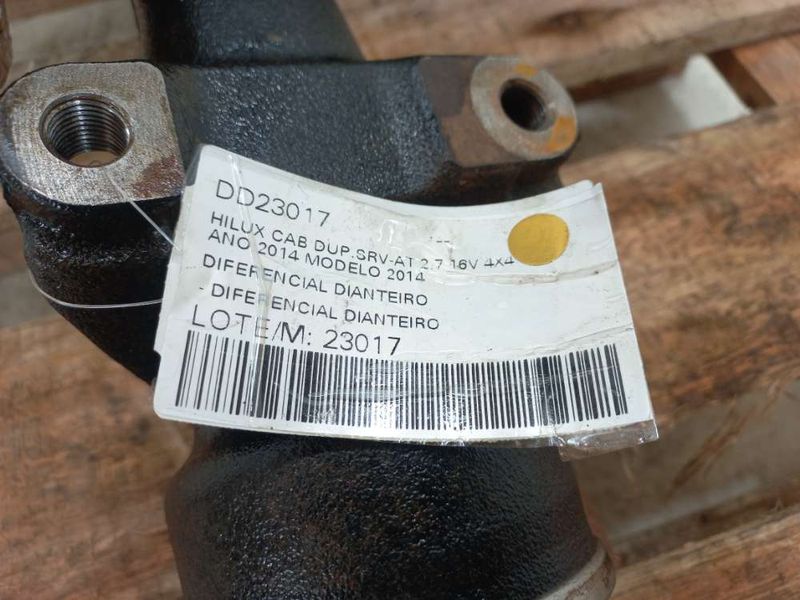 DD23017
--
HILUX CAB DUP.SRV-AT 2.7 16V 4x4
ANO 2014 MODELO 2014
DIFERENCIAL DIANTEIRO
- DIFERENCIAL DIANTEIRO
LOTE/M: 23017